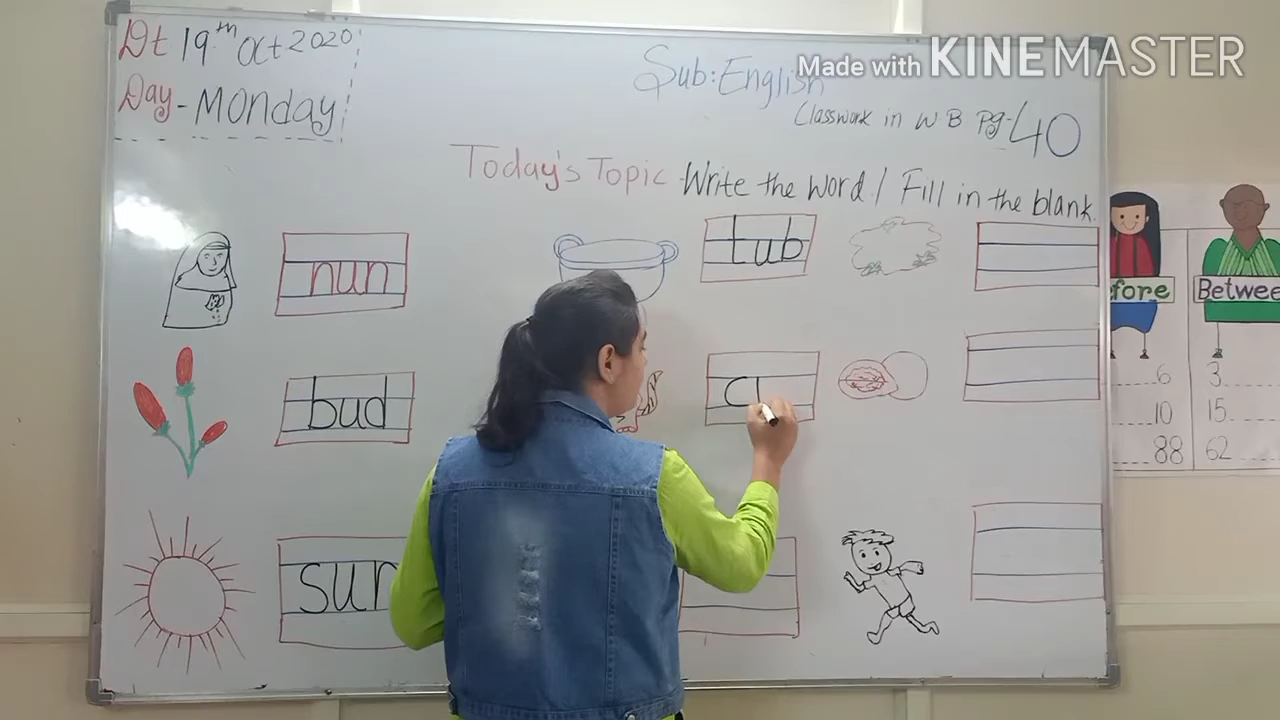 Dt 19th Oct 2020
Day - Monday
Sub: English
Made with KINEMASTER
Classwork in W B Pg- 40
Today's Topic - Write the word / Fill in the blank.
nun
tub
bud
sun
fore
Betwee
6
3
10
15
88
62